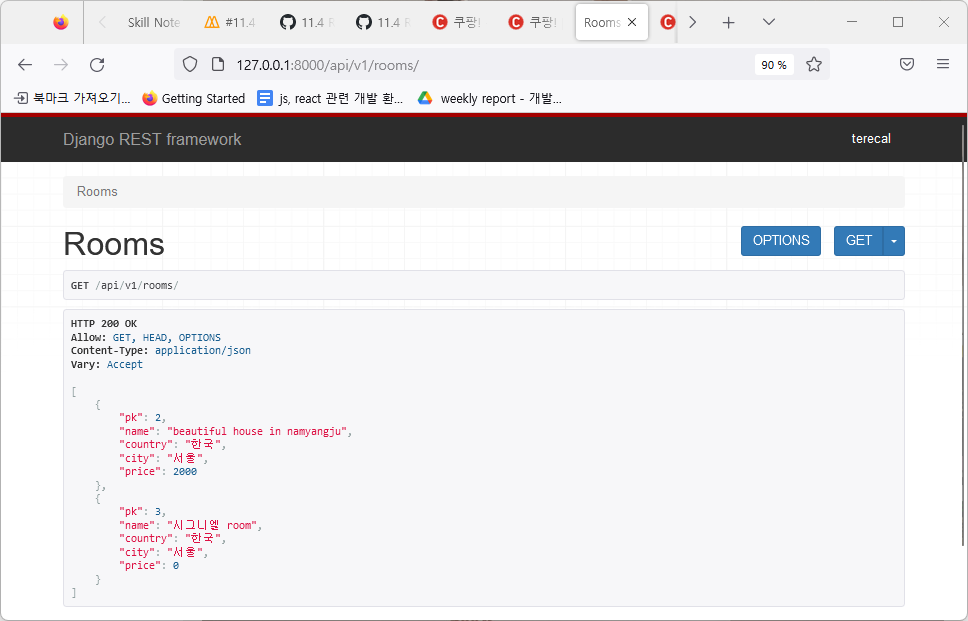 Skill Note
#11.4
11.4 R
11.4 R
쿠팡!
쿠팡!
Rooms
127.0.0.1:8000/api/v1/rooms/
90 %
북마크 가져오기...
Getting Started
js, react 관련 개발 환...
weekly report - 개발...
Django REST framework
terecal
Rooms
Rooms
OPTIONS
GET
GET /api/v1/rooms/
HTTP 200 OK
Allow: GET, HEAD, OPTIONS
Content-Type: application/json
Vary: Accept
[
{
"pk": 2,
"name": "beautiful house in namyangju",
"country": "한국",
"city": "서울",
"price": 2000
},
{
"pk": 3,
"name": "시그니엘 room",
"country": "한국",
"city": "서울",
"price": 0
}
]